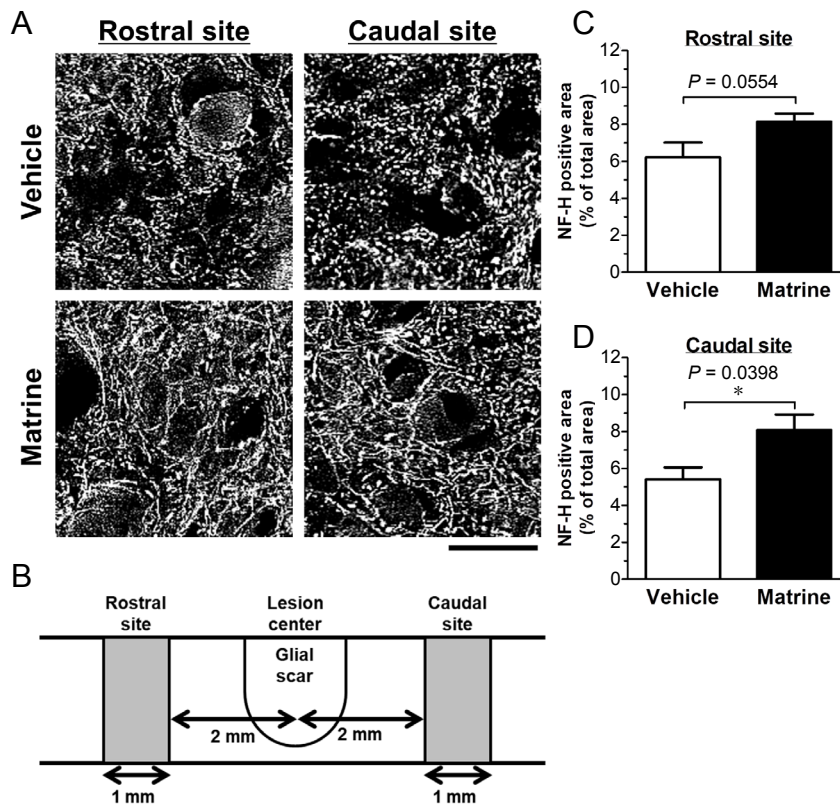 A
Rostral site
Caudal site
Vehicle
Matrine
B
Rostral
site
Lesion
center
Caudal
site
Glial
scar
2 mm
2 mm
1 mm
1 mm
C
Rostral site
P = 0.0554
NF-H positive area
(% of total area)
12
10
8
6
4
2
0
Vehicle
Matrine
D
Caudal site
P = 0.0398
*
NF-H positive area
(% of total area)
12
10
8
6
4
2
0
Vehicle
Matrine